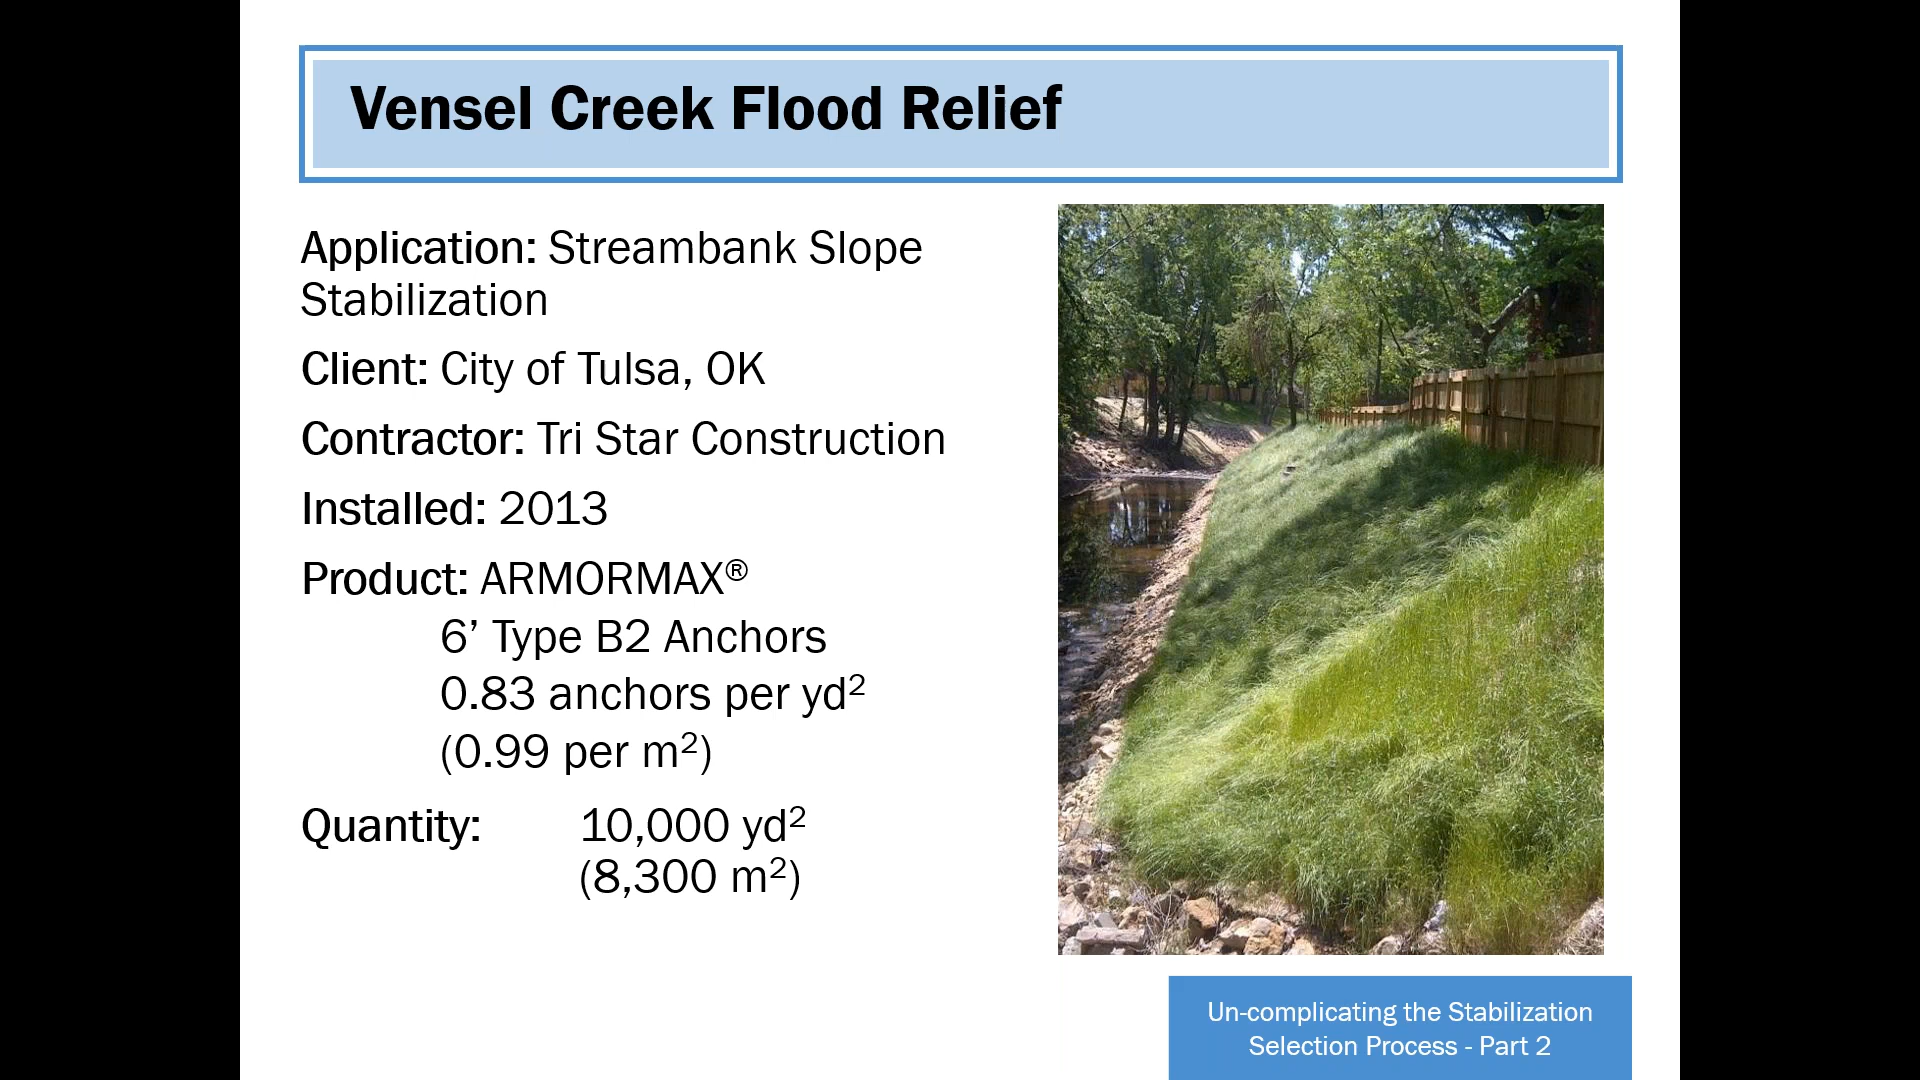 Vensel Creek Flood Relief
Application: Streambank Slope
Stabilization
Client: City of Tulsa, OK
Contractor: Tri Star Construction
Installed: 2013
Product: ARMORMAX®
6’ Type B2 Anchors
0.83 anchors per yd²
(0.99 per m²)
Quantity: 10,000 yd²
(8,300 m²)
Un-complicating the Stabilization
Selection Process - Part 2